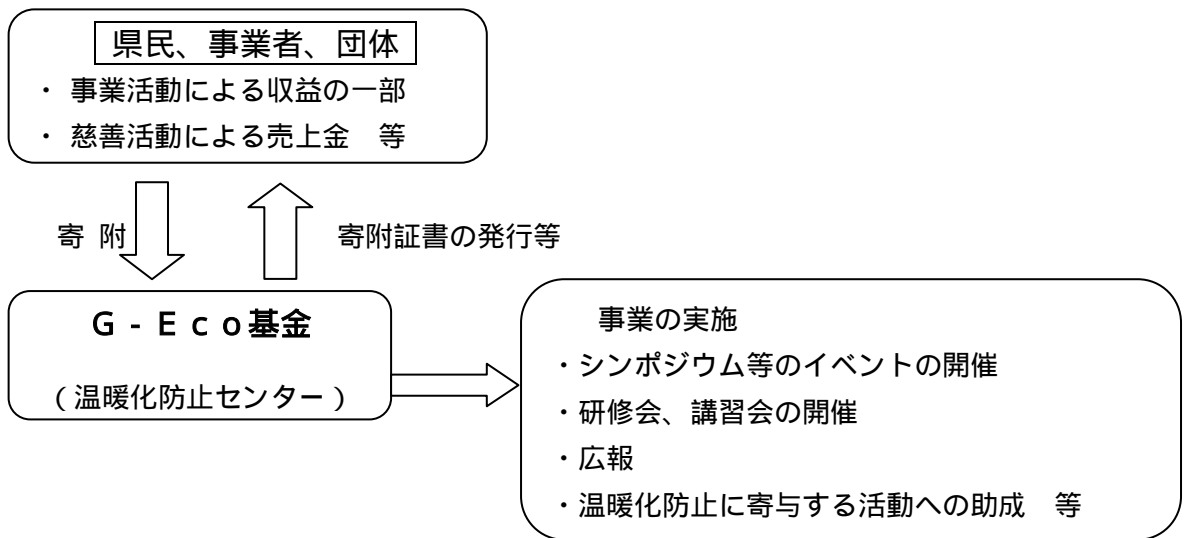 県民、事業者、団体
・ 事業活動による収益の一部
・ 慈善活動による売上金　等
寄 附
寄附証書の発行等
Ｇ‐Ｅｃｏ基金
（温暖化防止センター）
事業の実施
・シンポジウム等のイベントの開催
・研修会、講習会の開催
・広報
・温暖化防止に寄与する活動への助成　等